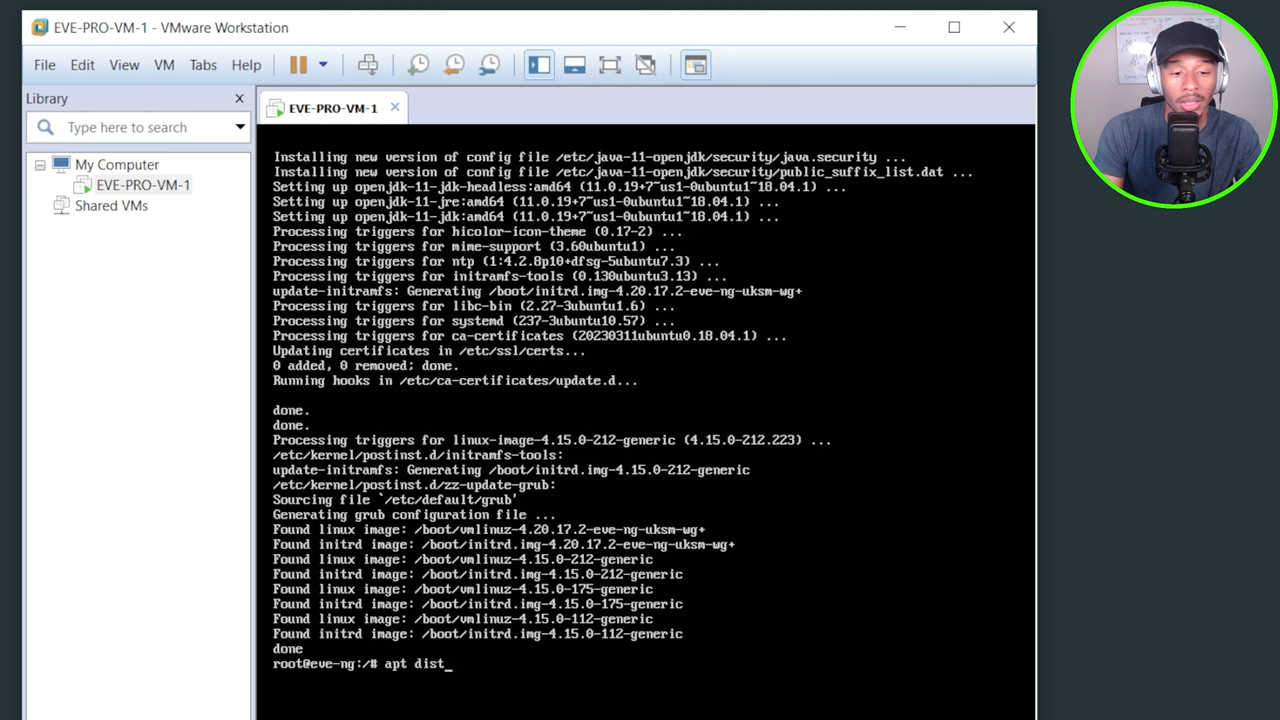 EVE-PRO-VM-1 - VMware Workstation
File Edit View VM Tabs Help
Library
EVE-PRO-VM-1
Type here to search
My Computer
EVE-PRO-VM-1
Shared VMs
Installing new version of config file /etc/java-11-openjdk/security/java.security ...
Installing new version of config file /etc/java-11-openjdk/security/public_suffix_list.dat ...
Setting up openjdk-11-jdk-headless:amd64 (11.0.19+7~us1-0ubuntu1~18.04.1) ...
Setting up openjdk-11-jre:amd64 (11.0.19+7~us1-0ubuntu1~18.04.1) ...
Setting up openjdk-11-jdk:amd64 (11.0.19+7~us1-0ubuntu1~18.04.1) ...
Processing triggers for hicolor-icon-theme (0.17-2) ...
Processing triggers for mime-support (3.60ubuntu1) ...
Processing triggers for ntp (1:4.2.8p10+dfsg-5ubuntu7.3) ...
Processing triggers for initramfs-tools (0.130ubuntu3.13) ...
update-initramfs: Generating /boot/initrd.img-4.20.17.2-eve-ng-uksm-wg+
Processing triggers for libc-bin (2.27-3ubuntu1.6) ...
Processing triggers for systemd (237-3ubuntu10.57) ...
Processing triggers for ca-certificates (20230311ubuntu0.18.04.1) ...
Updating certificates in /etc/ssl/certs...
0 added, 0 removed; done.
Running hooks in /etc/ca-certificates/update.d...
done.
done.
Processing triggers for linux-image-4.15.0-212-generic (4.15.0-212.223) ...
/etc/kernel/postinst.d/initramfs-tools:
update-initramfs: Generating /boot/initrd.img-4.15.0-212-generic
/etc/kernel/postinst.d/zz-update-grub:
Sourcing file `/etc/default/grub'
Generating grub configuration file ...
Found linux image: /boot/vmlinuz-4.20.17.2-eve-ng-uksm-wg+
Found initrd image: /boot/initrd.img-4.20.17.2-eve-ng-uksm-wg+
Found linux image: /boot/vmlinuz-4.15.0-212-generic
Found initrd image: /boot/initrd.img-4.15.0-212-generic
Found linux image: /boot/vmlinuz-4.15.0-175-generic
Found initrd image: /boot/initrd.img-4.15.0-175-generic
Found linux image: /boot/vmlinuz-4.15.0-112-generic
Found initrd image: /boot/initrd.img-4.15.0-112-generic
done
root@eve-ng:/# apt dist_